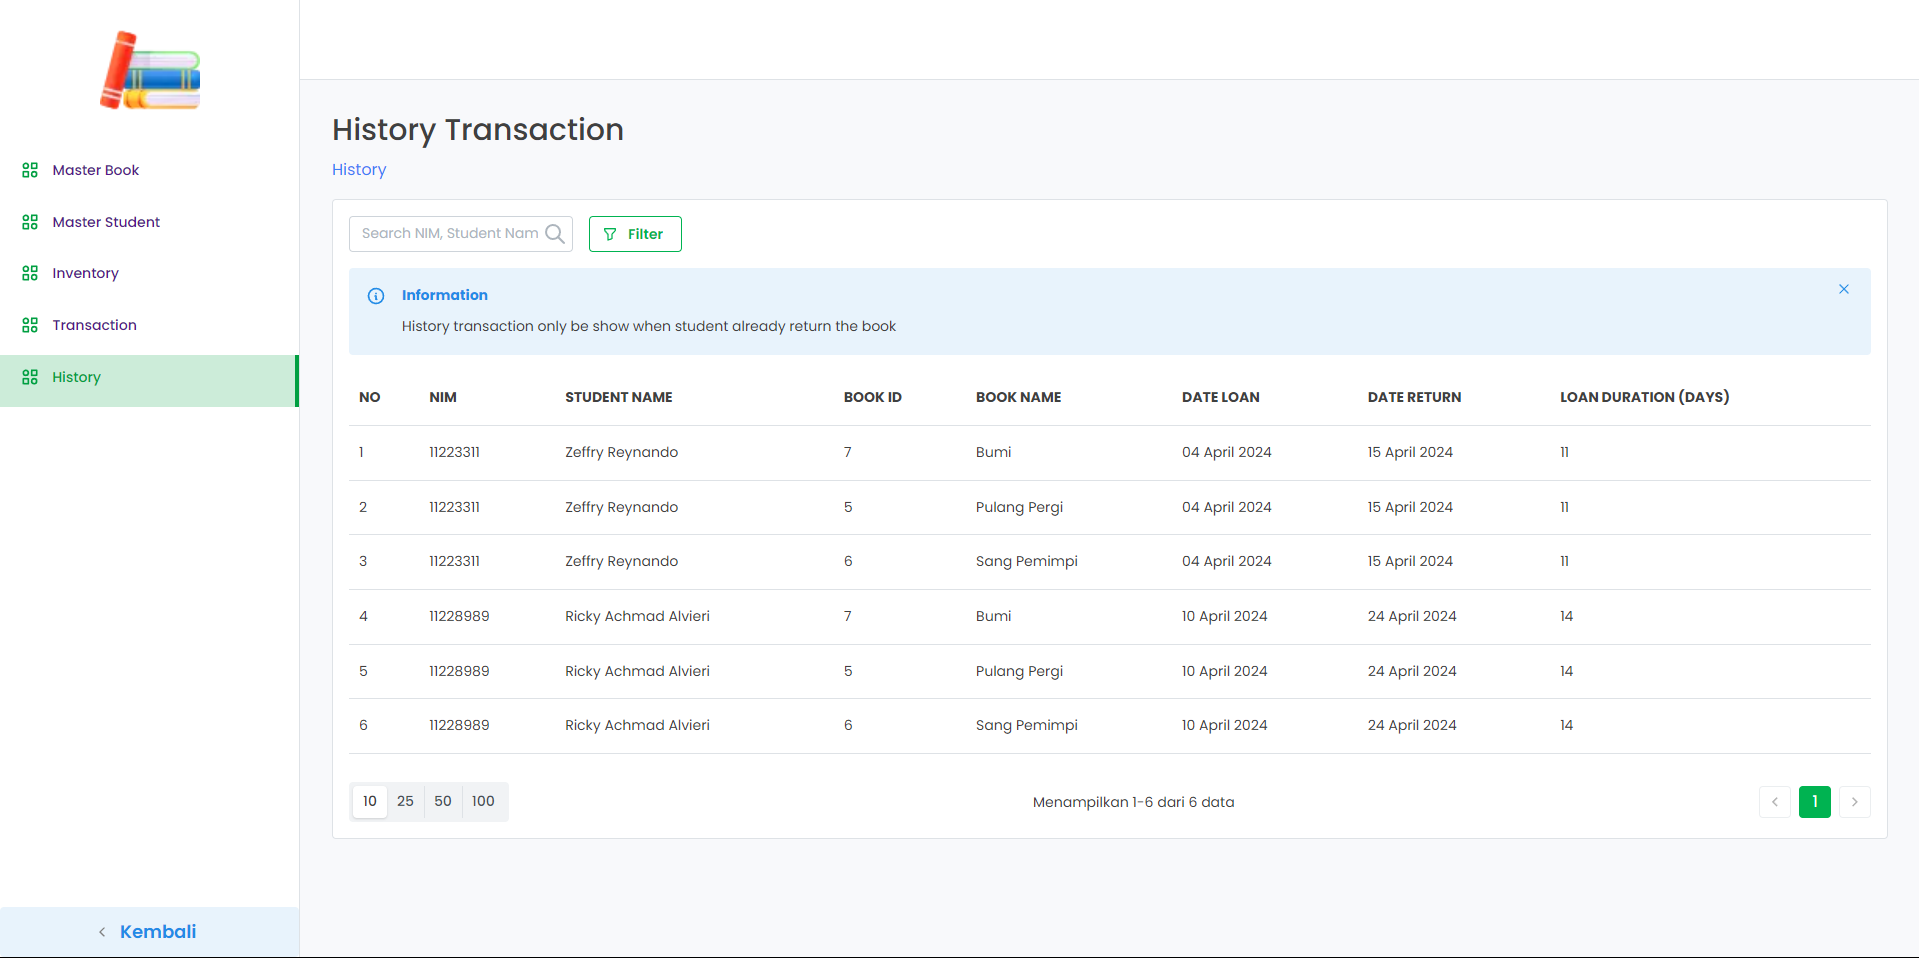 Master Book
Master Student
Inventory
Transaction
History
Kembali
History Transaction
History
Search NIM, Student Nam
Filter
Information
History transaction only be show when student already return the book
NO NIM STUDENT NAME BOOK ID BOOK NAME DATE LOAN DATE RETURN LOAN DURATION (DAYS)
1 11223311 Zeffry Reynando 7 Bumi 04 April 2024 15 April 2024 11
2 11223311 Zeffry Reynando 5 Pulang Pergi 04 April 2024 15 April 2024 11
3 11223311 Zeffry Reynando 6 Sang Pemimpi 04 April 2024 15 April 2024 11
4 11228989 Ricky Achmad Alvieri 7 Bumi 10 April 2024 24 April 2024 14
5 11228989 Ricky Achmad Alvieri 5 Pulang Pergi 10 April 2024 24 April 2024 14
6 11228989 Ricky Achmad Alvieri 6 Sang Pemimpi 10 April 2024 24 April 2024 14
10 25 50 100 Menampilkan 1-6 dari 6 data 1